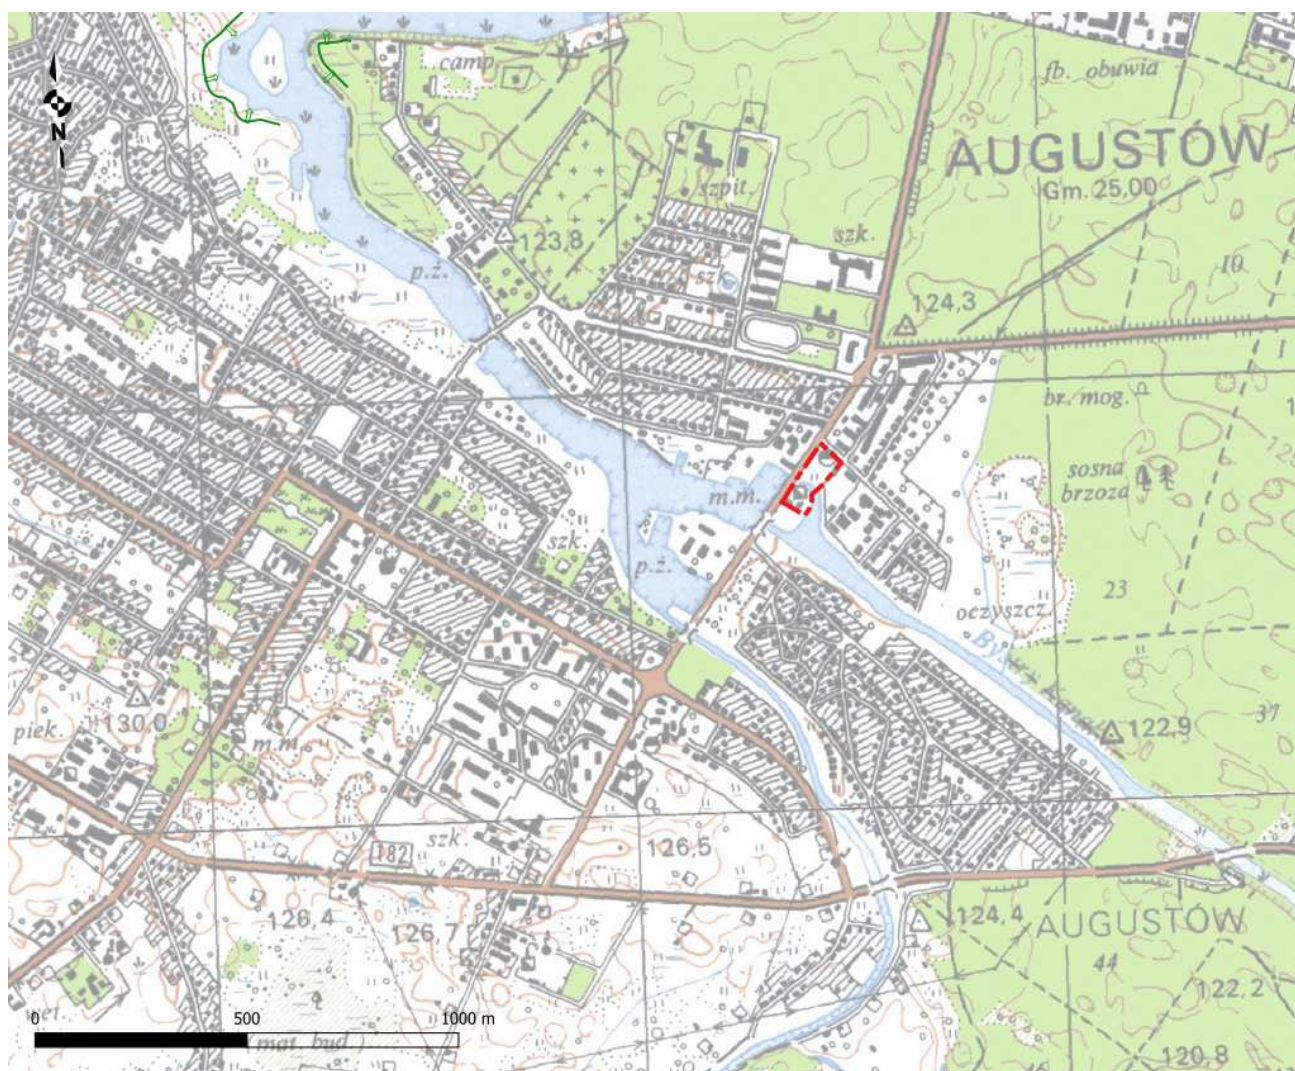 camp.
fb. obuwia
N
AUGUSTÓW
Gm. 25,00
szpit.
123,8
szk.
p.ż.
szk.
10
124,3
I
br. mog.
sosna
brzoza
m.m.
szk.
p.ż.
23
oczyszcz.
37
122,9
130,0
piek.
m.m.
182
szk.
126,5
126,4
126,7
125
124,4
AUGUSTÓW
44
122,2
0 500 1000 m
(mat. bud.)
120,8